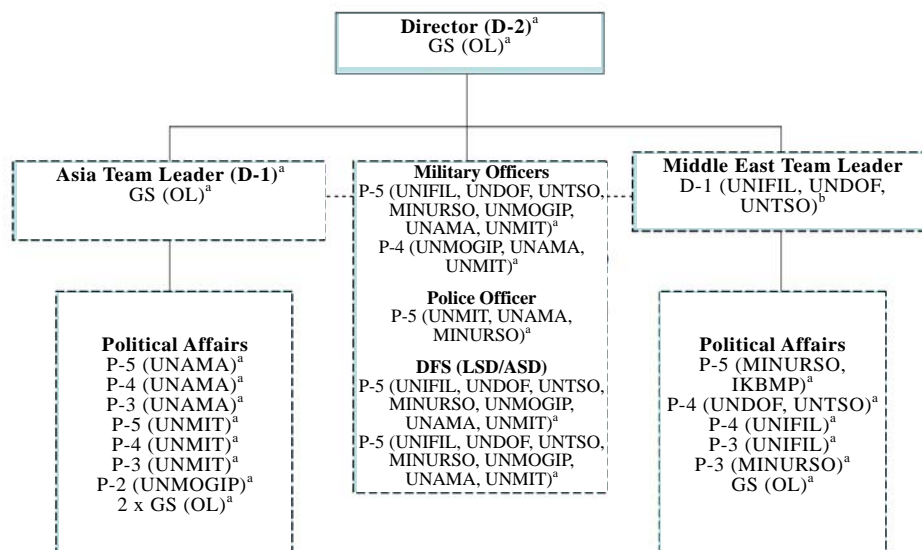 Director (D-2)a
GS (OL)a
Asia Team Leader (D-1)a
GS (OL)a
Military Officers
P-5 (UNIFIL, UNDOF, UNTSO,
MINURSO, UNMOGIP,
UNAMA, UNMIT)a
P-4 (UNMOGIP, UNAMA,
UNMIT)a
Police Officer
P-5 (UNMIT, UNAMA,
MINURSO)a
DFS (LSD/ASD)
P-5 (UNIFIL, UNDOF, UNTSO,
MINURSO, UNMOGIP,
UNAMA, UNMIT)a
P-5 (UNIFIL, UNDOF, UNTSO,
MINURSO, UNMOGIP,
UNAMA, UNMIT)a
Middle East Team Leader
D-1 (UNIFIL, UNDOF,
UNTSO)b
Political Affairs
P-5 (UNAMA)a
P-4 (UNAMA)a
P-3 (UNAMA)a
P-5 (UNMIT)a
P-4 (UNMIT)a
P-3 (UNMIT)a
P-2 (UNMOGIP)a
2 x GS (OL)a
Political Affairs
P-5 (MINURSO,
IKBMP)a
P-4 (UNDOF, UNTSO)a
P-4 (UNIFIL)a
P-3 (UNIFIL)a
P-3 (MINURSO)a
GS (OL)a